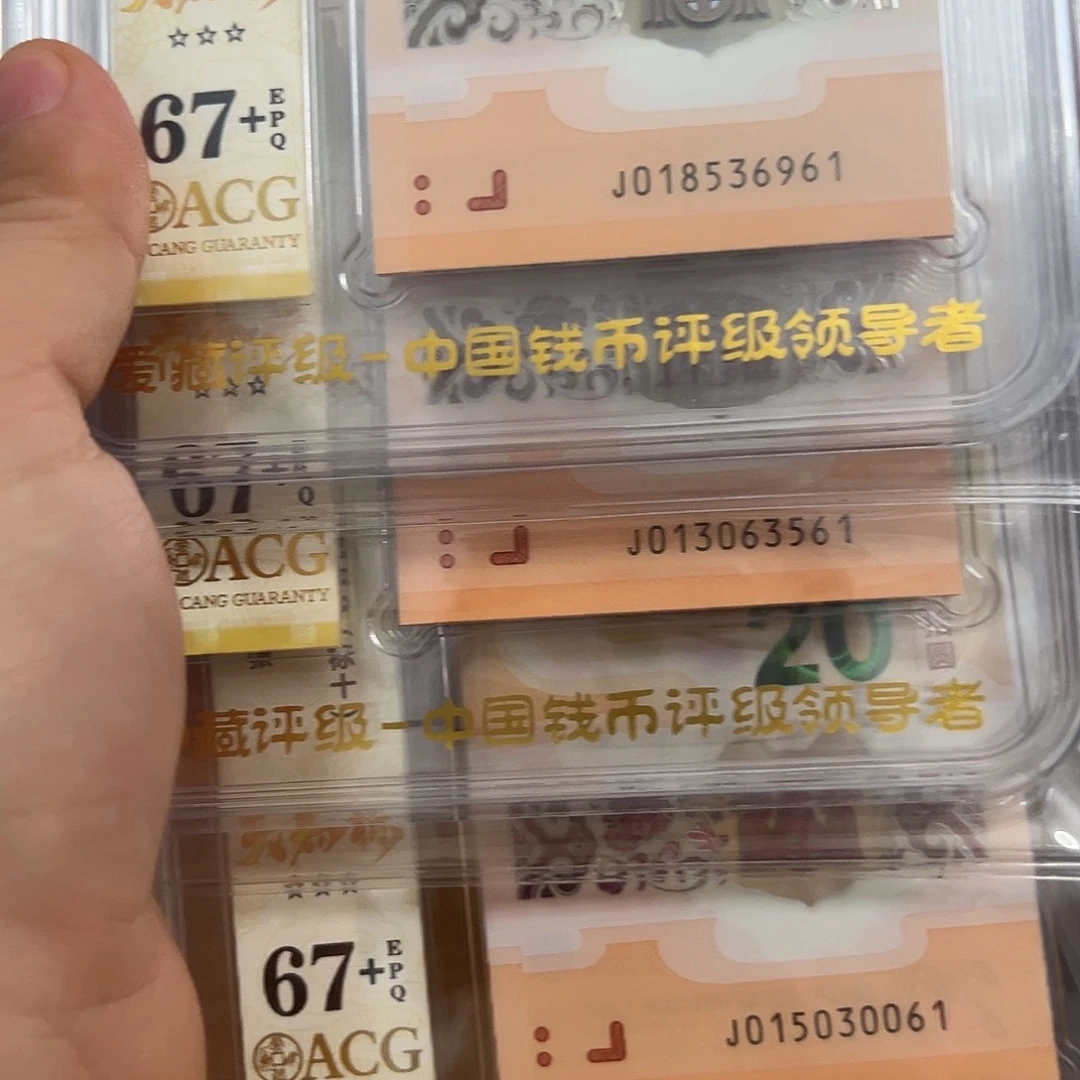 ☆☆☆
67+ EPQ
ACG
CANG GUARANTY
J018536961
爱藏评级-中国钱币评级领导者
☆☆☆
67+ EPQ
ACG
CANG GUARANTY
J013063561
20
藏评级-中国钱币评级领导者
☆☆☆
67+ EPQ
ACG
J015030061